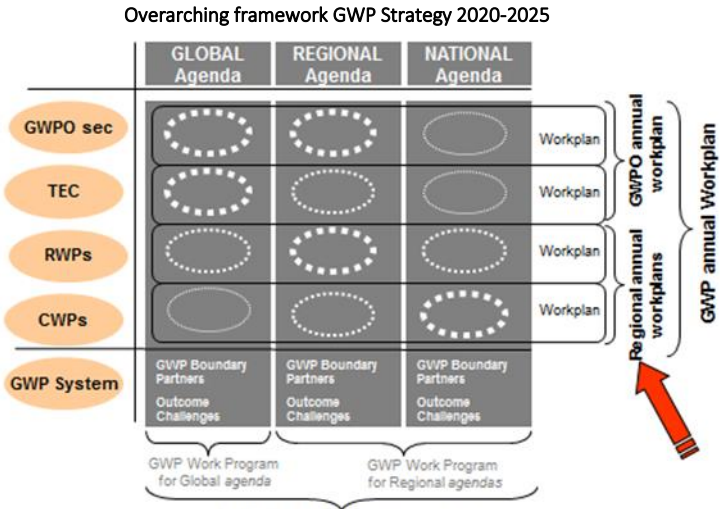 Overarching framework GWP Strategy 2020-2025
GLOBAL
Agenda
REGIONAL
Agenda
NATIONAL
Agenda
GWPO sec
Workplan
TEC
Workplan
RWPs
Workplan
CWPs
Workplan
GWPO annual
workplan
Regional annual
workplans
GWP annual Workplan
GWP System
GWP Boundary
Partners
Outcome
Challenges
GWP Boundary
Partners
Outcome
Challenges
GWP Boundary
Partners
Outcome
Challenges
GWP Work Program
for Global agenda
GWP Work Program
for Regional agendas